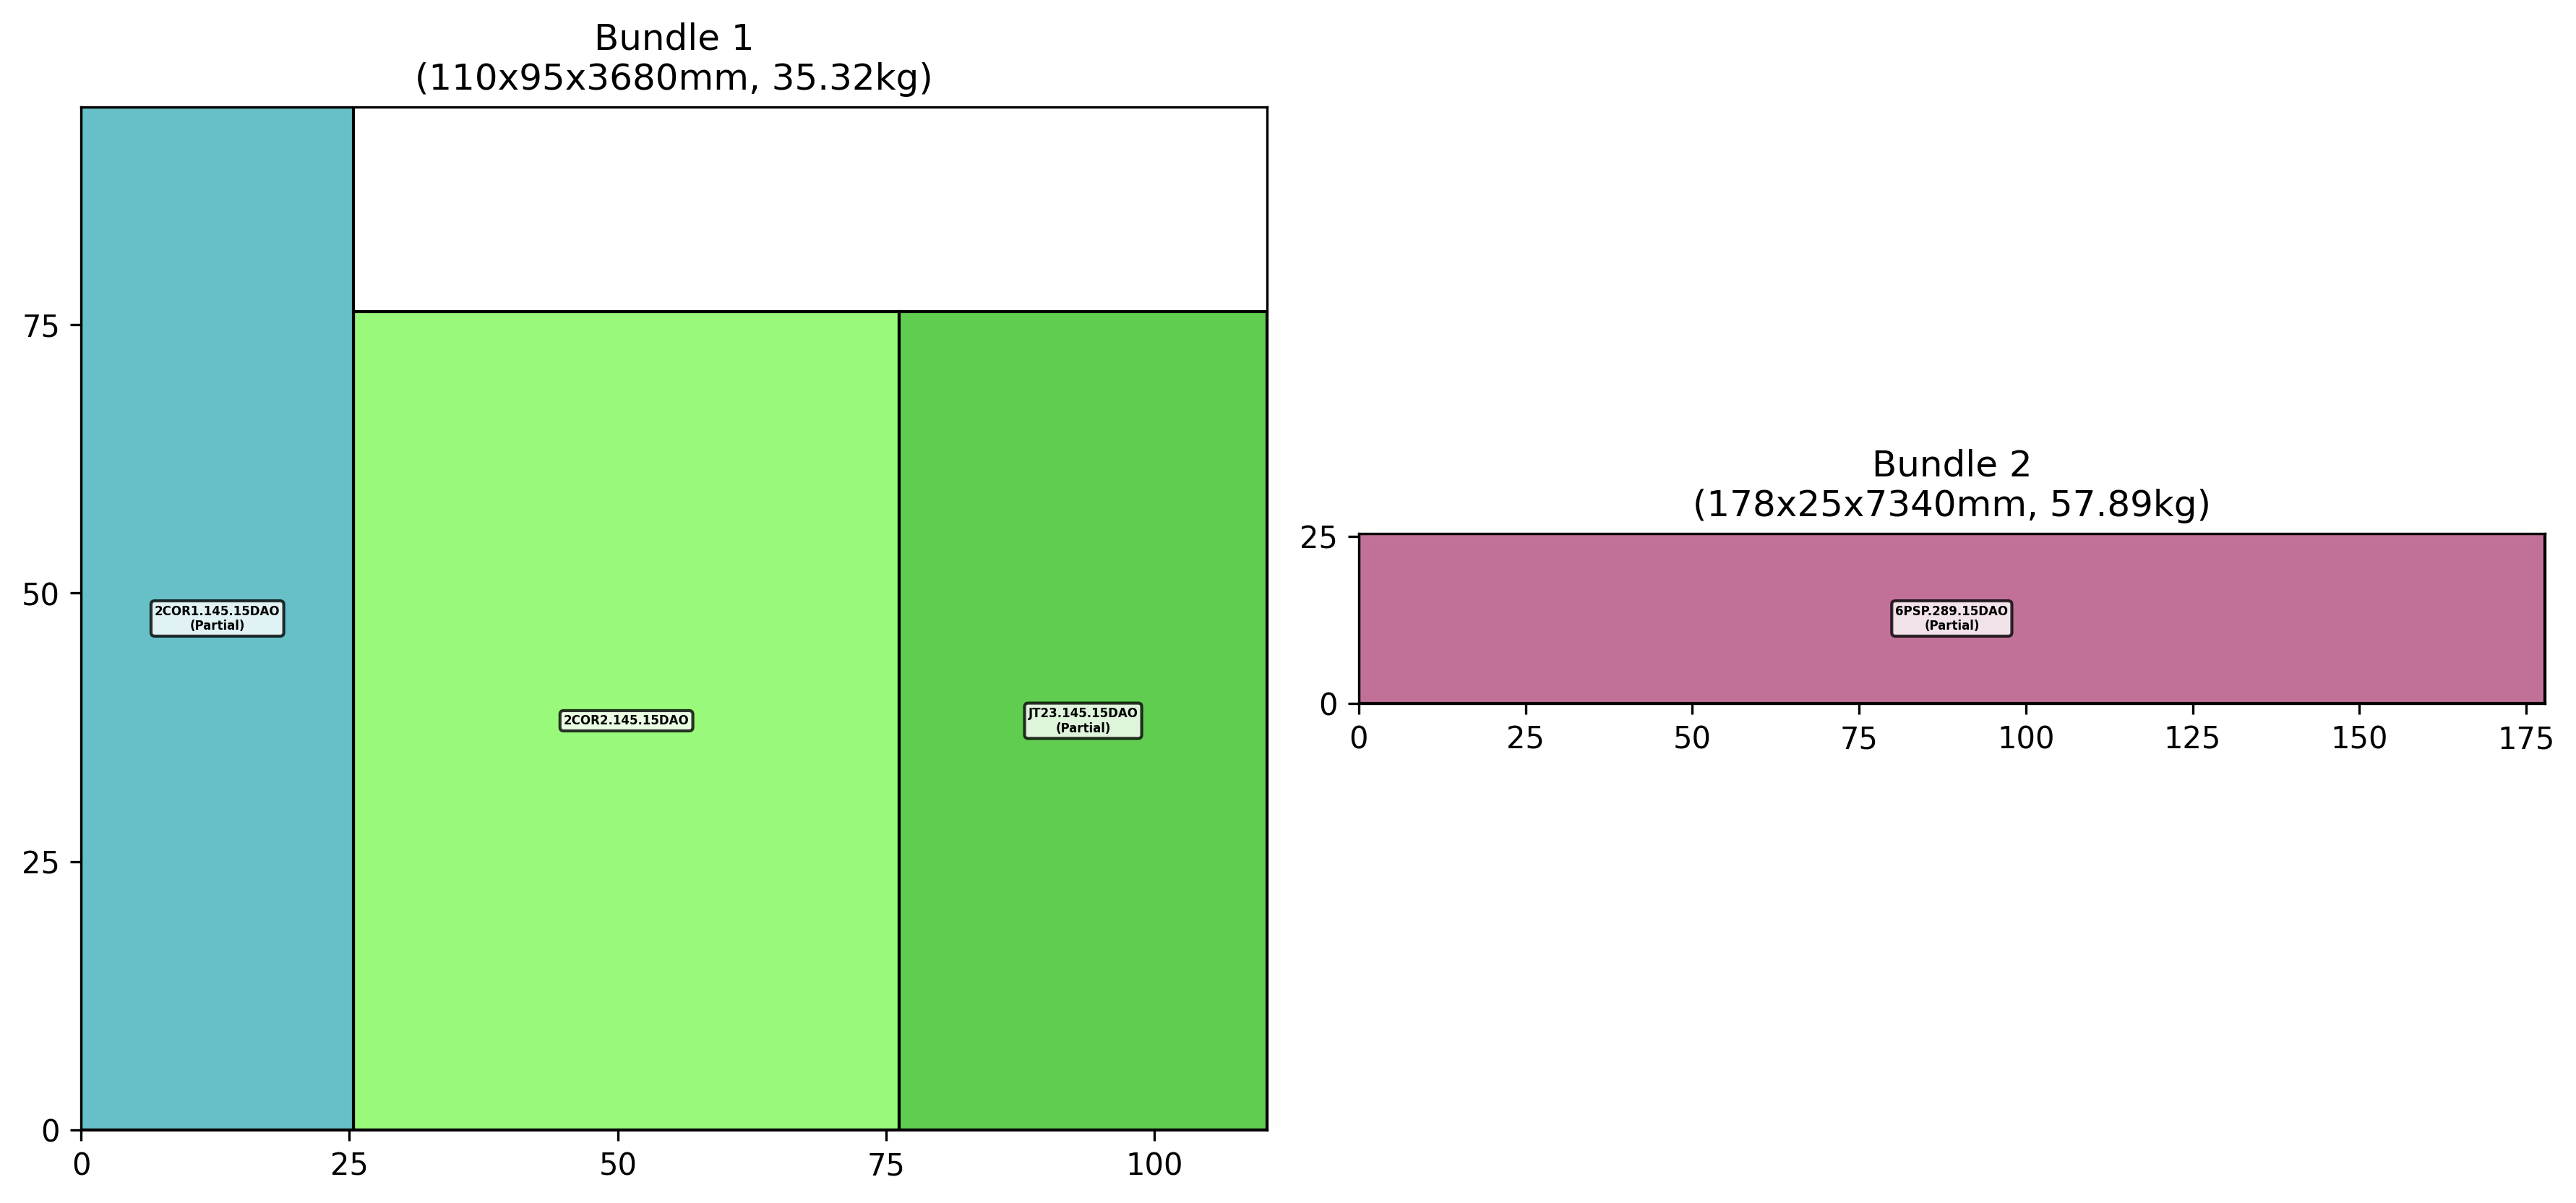 Bundle 1
(110x95x3680mm, 35.32kg)
75
50
25
0
0 25 50 75 100
2COR1.145.15DAO
(Partial)
2COR2.145.15DAO
JT23.145.15DAO
(Partial)
Bundle 2
(178x25x7340mm, 57.89kg)
25
0
0 25 50 75 100 125 150 175
6PSP.289.15DAO
(Partial)